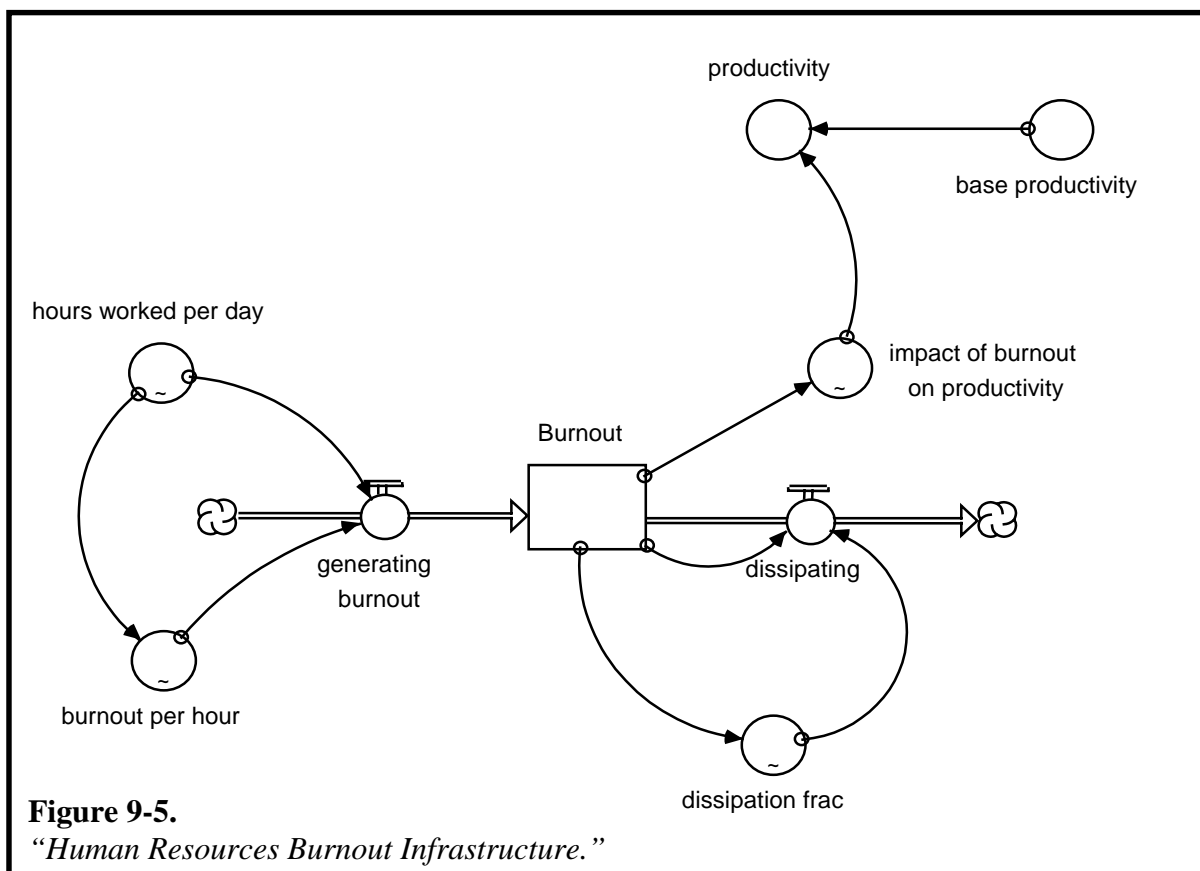 productivity
base productivity
hours worked per day
impact of burnout
on productivity
~
~
Burnout
generating
burnout
dissipating
~
burnout per hour
~
dissipation frac
Figure 9-5.
“Human Resources Burnout Infrastructure.”